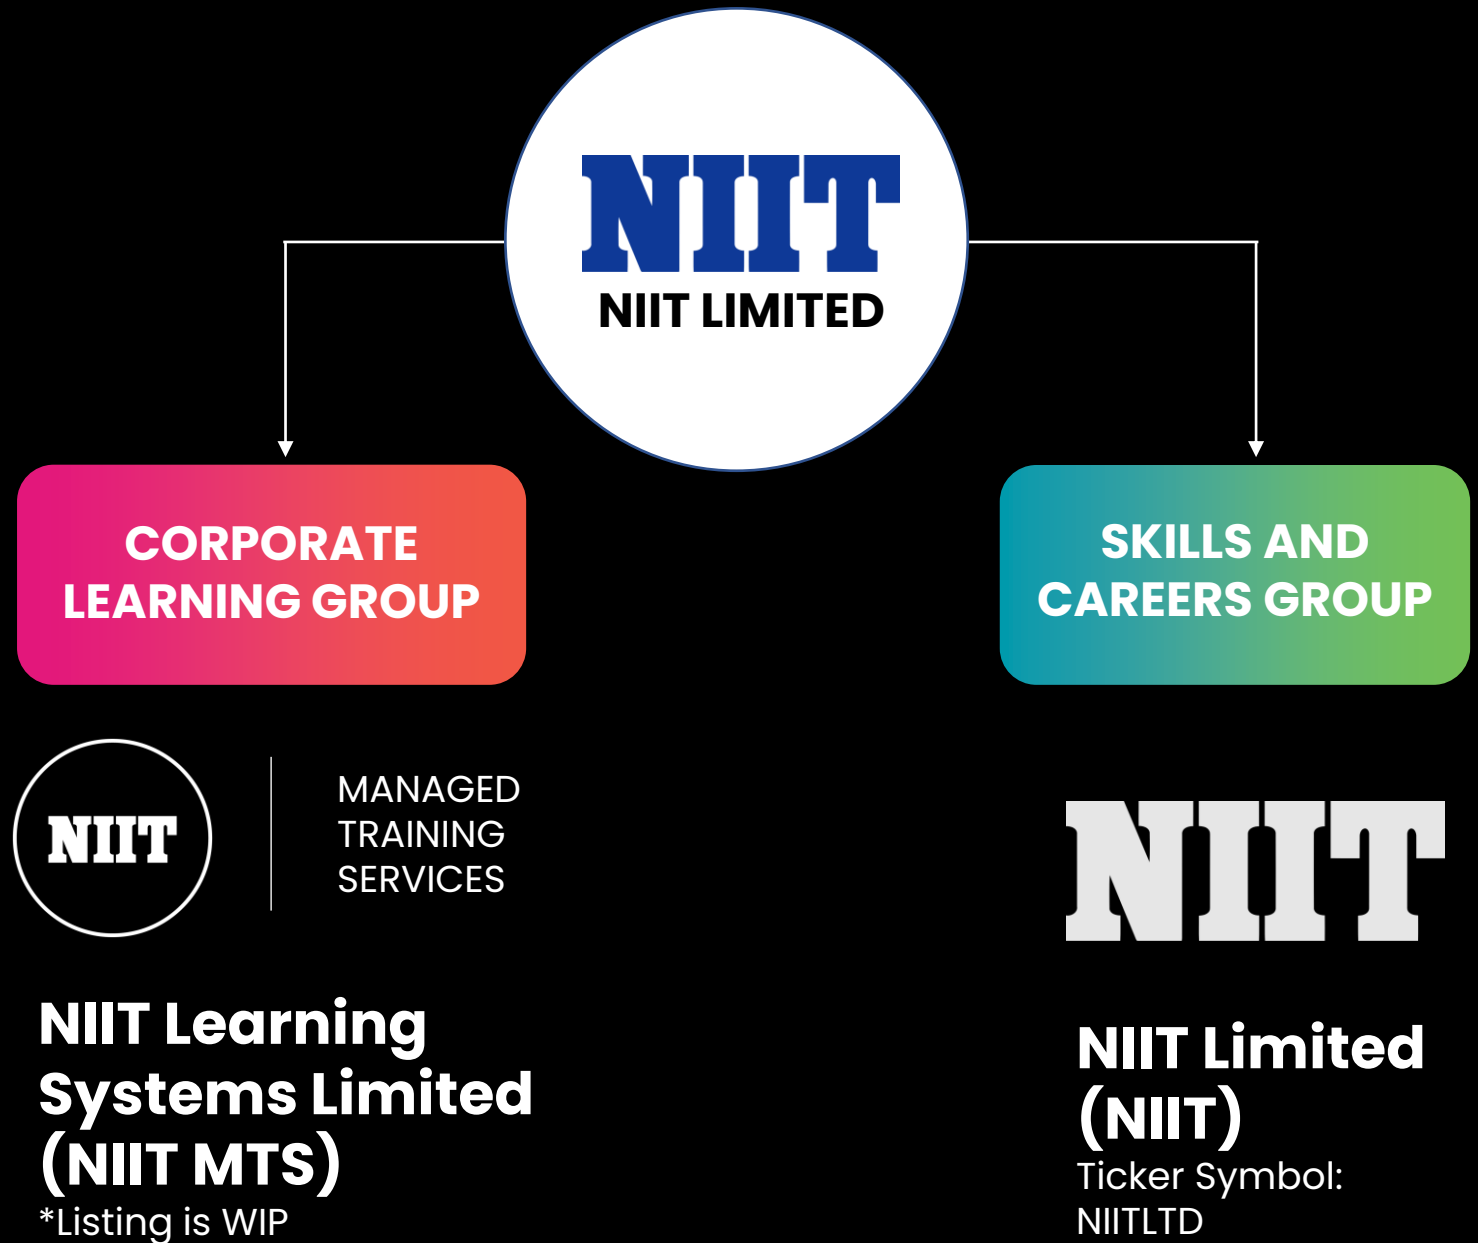 NIIT
NIIT LIMITED
CORPORATE
LEARNING GROUP
SKILLS AND
CAREERS GROUP
NIIT
MANAGED
TRAINING
SERVICES
NIIT Learning
Systems Limited
(NIIT MTS)
*Listing is WIP
NIIT
NIIT Limited
(NIIT)
Ticker Symbol:
NIITLTD